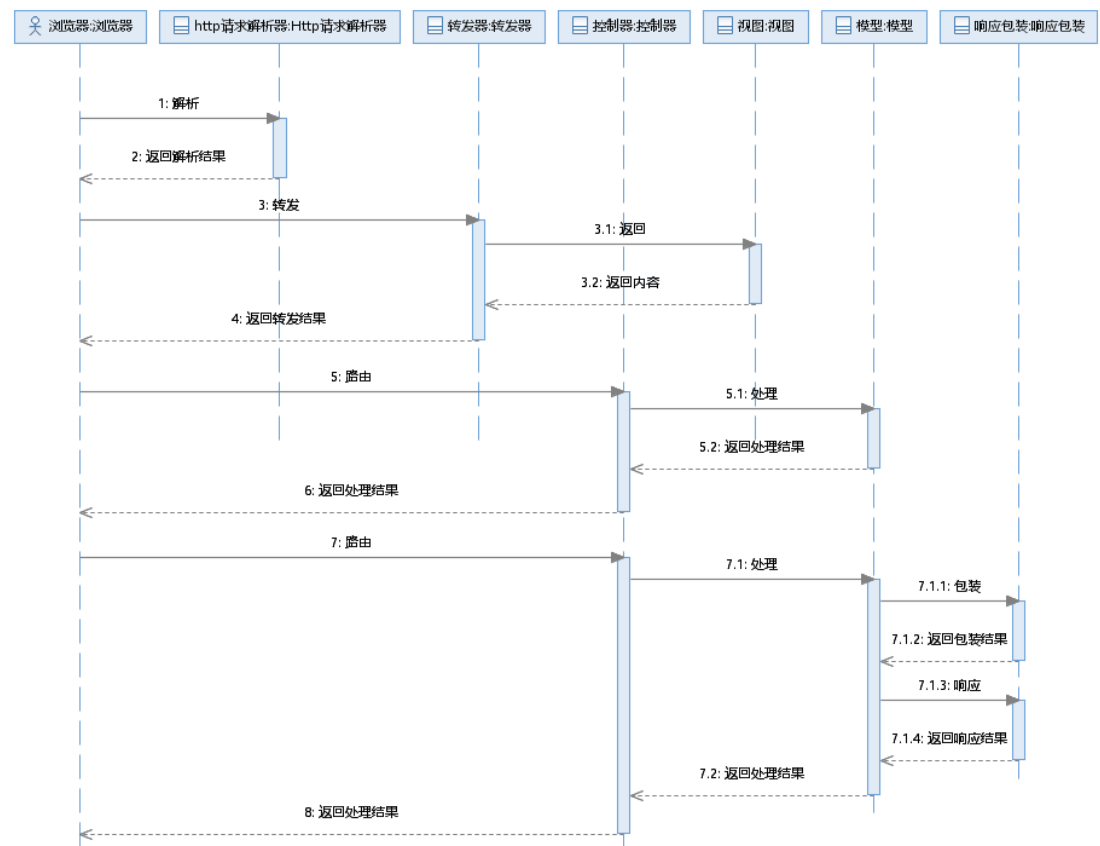 浏览器:浏览器
http请求解析器:Http请求解析器
转发器:转发器
控制器:控制器
视图:视图
模型:模型
响应包装:响应包装
1: 解析
2: 返回解析结果
3: 转发
3.1: 返回
3.2: 返回内容
4: 返回转发结果
5: 路由
5.1: 处理
5.2: 返回处理结果
6: 返回处理结果
7: 路由
7.1: 处理
7.1.1: 包装
7.1.2: 返回包装结果
7.1.3: 响应
7.1.4: 返回响应结果
7.2: 返回处理结果
8: 返回处理结果